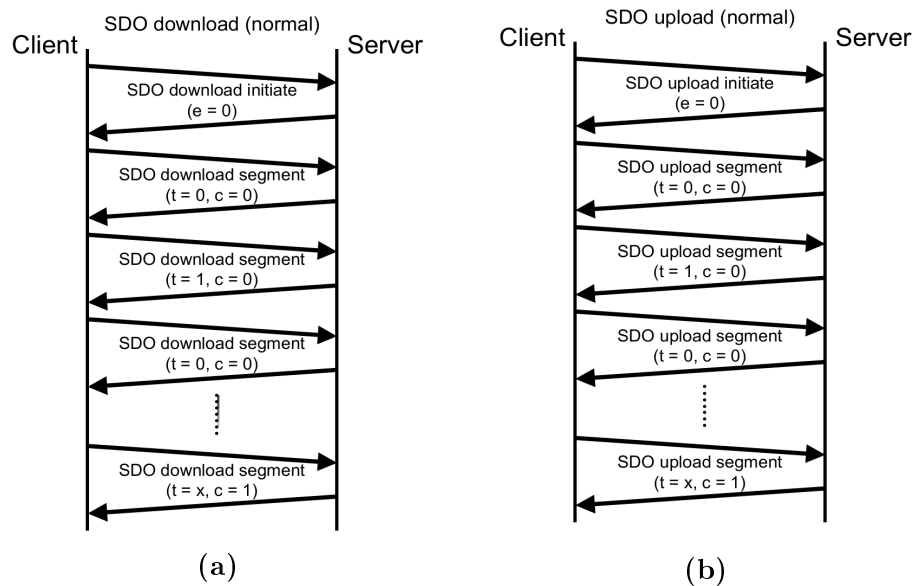 SDO download (normal)
Client
Server
SDO download initiate
(e = 0)
SDO download segment
(t = 0, c = 0)
SDO download segment
(t = 1, c = 0)
SDO download segment
(t = 0, c = 0)
SDO download segment
(t = x, c = 1)
(a)
SDO upload (normal)
Client
Server
SDO upload initiate
(e = 0)
SDO upload segment
(t = 0, c = 0)
SDO upload segment
(t = 1, c = 0)
SDO upload segment
(t = 0, c = 0)
SDO upload segment
(t = x, c = 1)
(b)